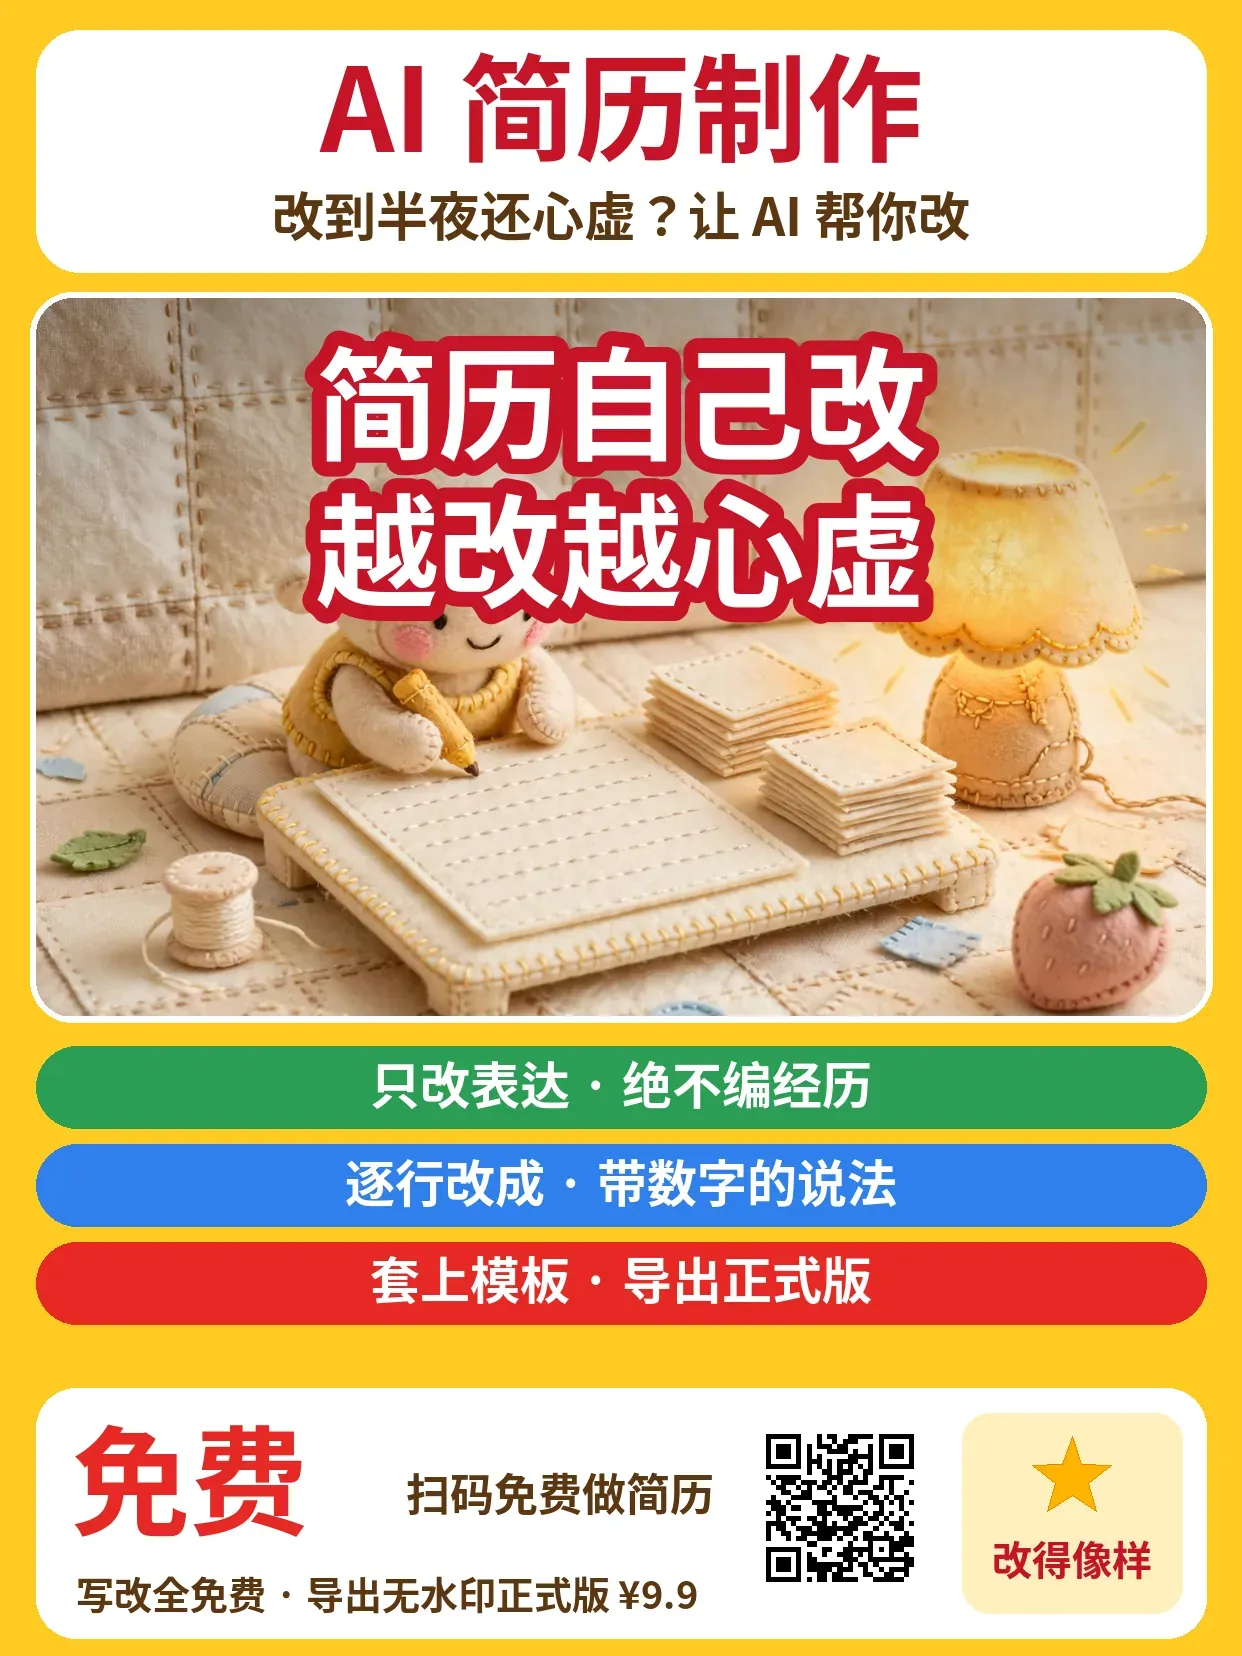 AI 简历制作
改到半夜还心虚？让 AI 帮你改
简历自己改
越改越心虚
只改表达 · 绝不编经历
逐行改成 · 带数字的说法
套上模板 · 导出正式版
免费
扫码免费做简历
写改全免费 · 导出无水印正式版 ¥9.9
改得像样